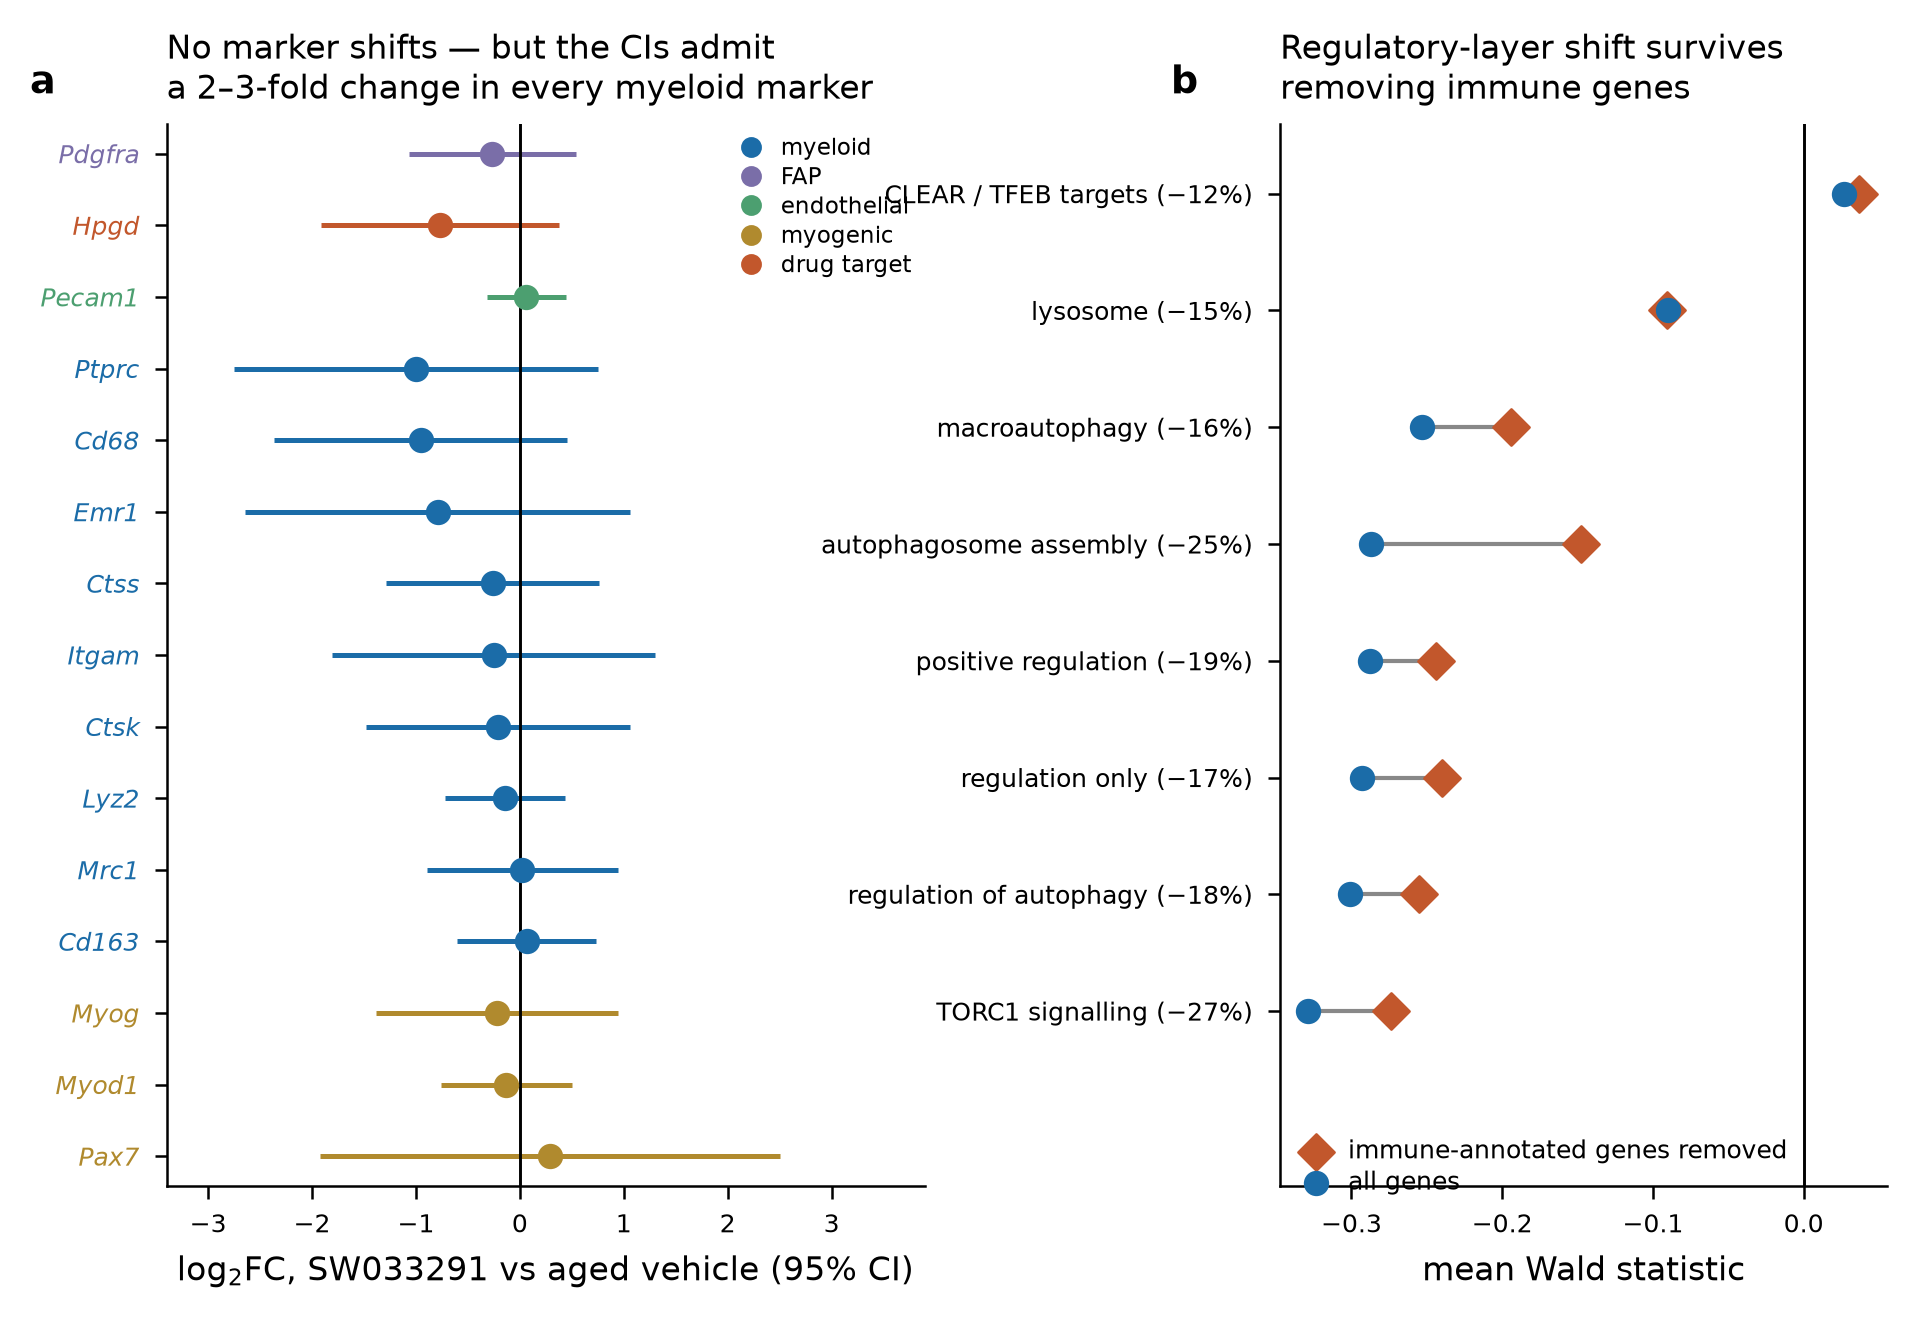 a
No marker shifts — but the CIs admit
a 2–3-fold change in every myeloid marker
Pdgfra
Hpgd
Pecam1
Ptprc
Cd68
Emr1
Ctss
Itgam
Ctsk
Lyz2
Mrc1
Cd163
Myog
Myod1
Pax7
myeloid
FAP
endothelial
myogenic
drug target
−3
−2
−1
0
1
2
3
log₂FC, SW033291 vs aged vehicle (95% CI)
b
Regulatory-layer shift survives
removing immune genes
CLEAR / TFEB targets (−12%)
lysosome (−15%)
macroautophagy (−16%)
autophagosome assembly (−25%)
positive regulation (−19%)
regulation only (−17%)
regulation of autophagy (−18%)
TORC1 signalling (−27%)
immune-annotated genes removed
all genes
−0.3
−0.2
−0.1
0.0
mean Wald statistic